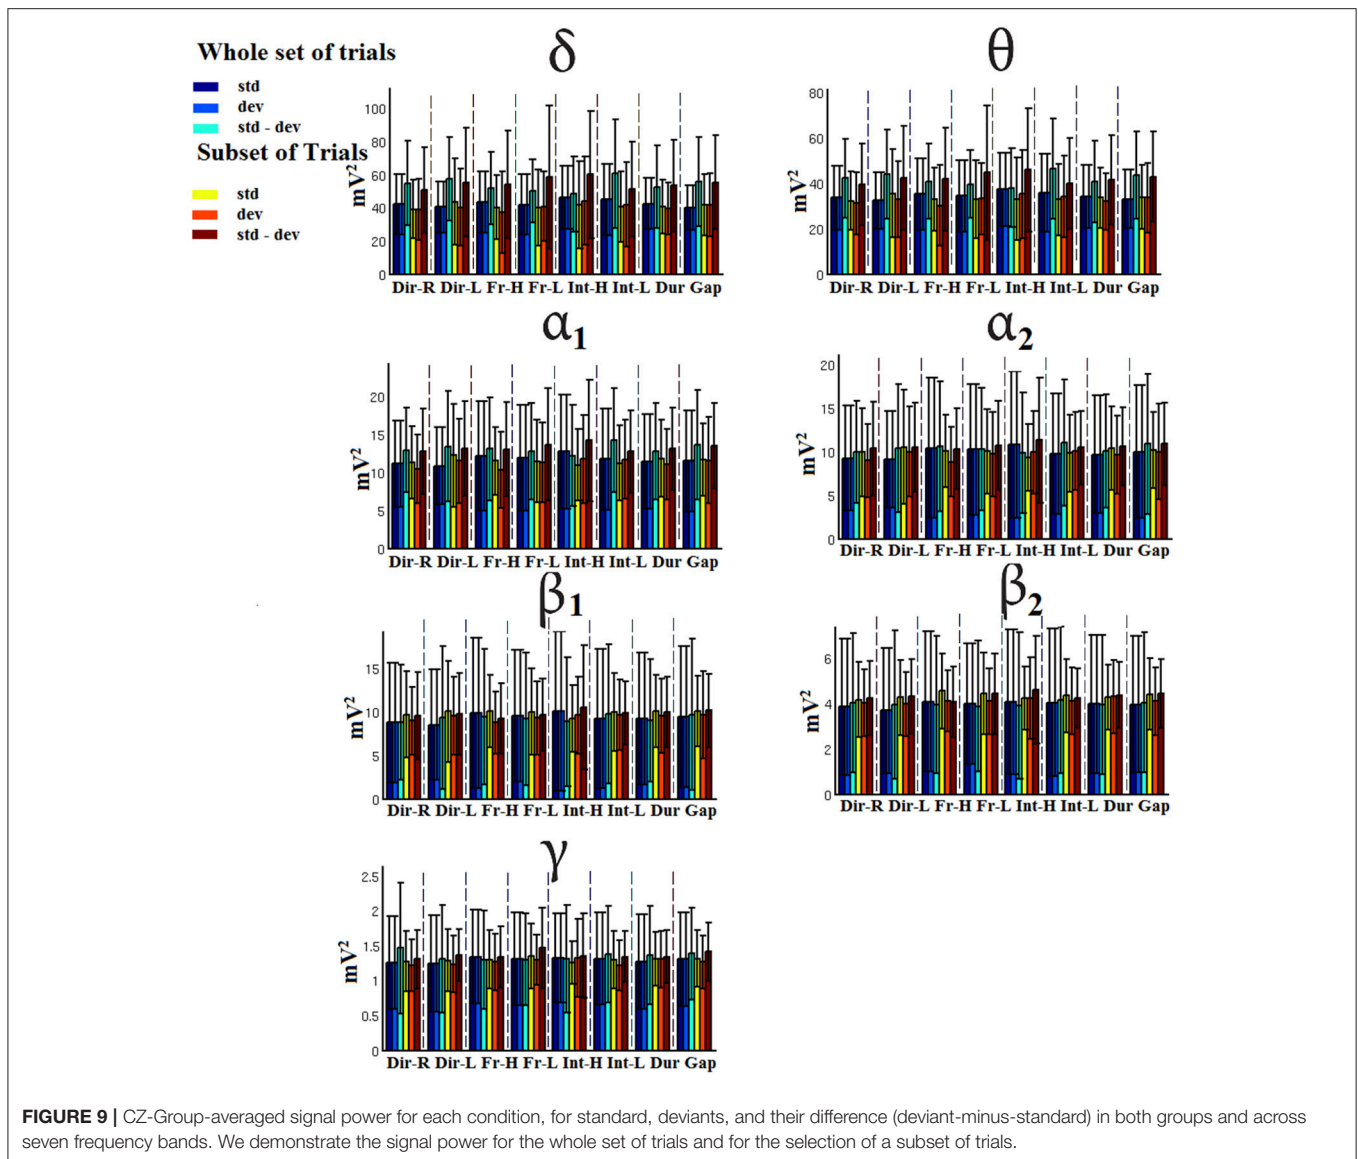 Whole set of trials
std
dev
std - dev
Subset of Trials
std
dev
std - dev
δ
mV²
100
80
60
40
20
0
Dir-R Dir-L Fr-H Fr-L Int-H Int-L Dur Gap
θ
mV²
80
60
40
20
0
Dir-R Dir-L Fr-H Fr-L Int-H Int-L Dur Gap
α₁
mV²
20
15
10
5
0
Dir-R Dir-L Fr-H Fr-L Int-H Int-L Dur Gap
α₂
mV²
20
15
10
5
0
Dir-R Dir-L Fr-H Fr-L Int-H Int-L Dur Gap
β₁
mV²
15
10
5
0
Dir-R Dir-L Fr-H Fr-L Int-H Int-L Dur Gap
β₂
mV²
6
4
2
0
Dir-R Dir-L Fr-H Fr-L Int-H Int-L Dur Gap
γ
mV²
2.5
2
1.5
1
0.5
0
Dir-R Dir-L Fr-H Fr-L Int-H Int-L Dur Gap
FIGURE 9 | CZ-Group-averaged signal power for each condition, for standard, deviants, and their difference (deviant-minus-standard) in both groups and across
seven frequency bands. We demonstrate the signal power for the whole set of trials and for the selection of a subset of trials.